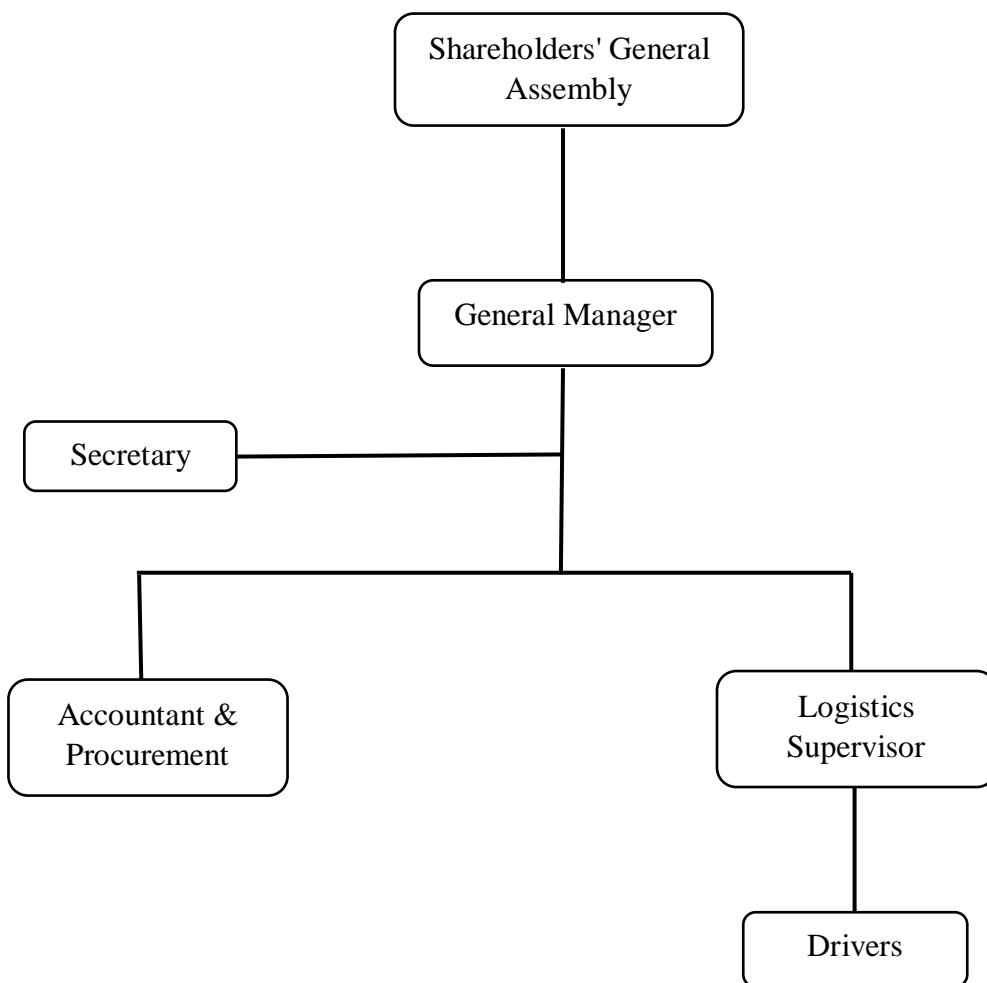 Shareholders' General
Assembly
General Manager
Secretary
Accountant &
Procurement
Logistics
Supervisor
Drivers